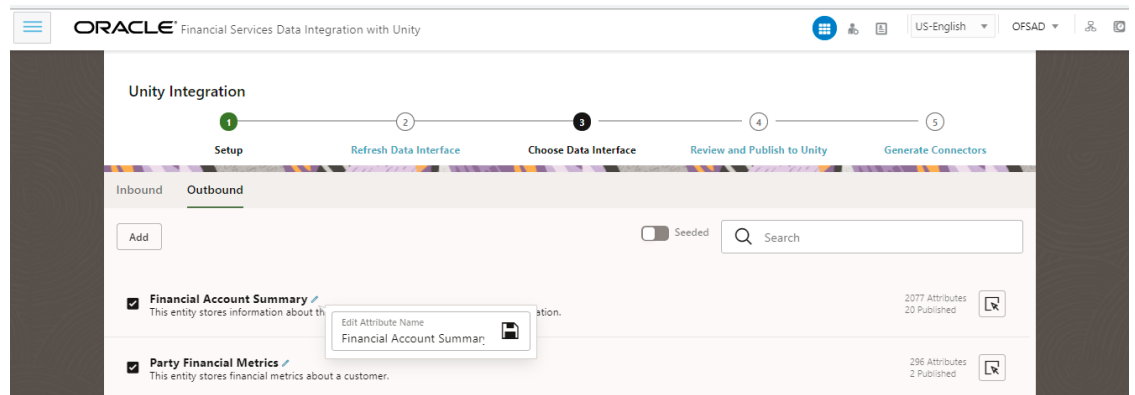 ORACLE Financial Services Data Integration with Unity
US-English
OFSAD
Unity Integration
1
2
3
4
5
Setup
Refresh Data Interface
Choose Data Interface
Review and Publish to Unity
Generate Connectors
Inbound
Outbound
Add
Seeded
Search
Financial Account Summary
2077 Attributes
This entity stores information about th
ation.
20 Published
Edit Attribute Name
Financial Account Summar
Party Financial Metrics
296 Attributes
This entity stores financial metrics about a customer.
2 Published